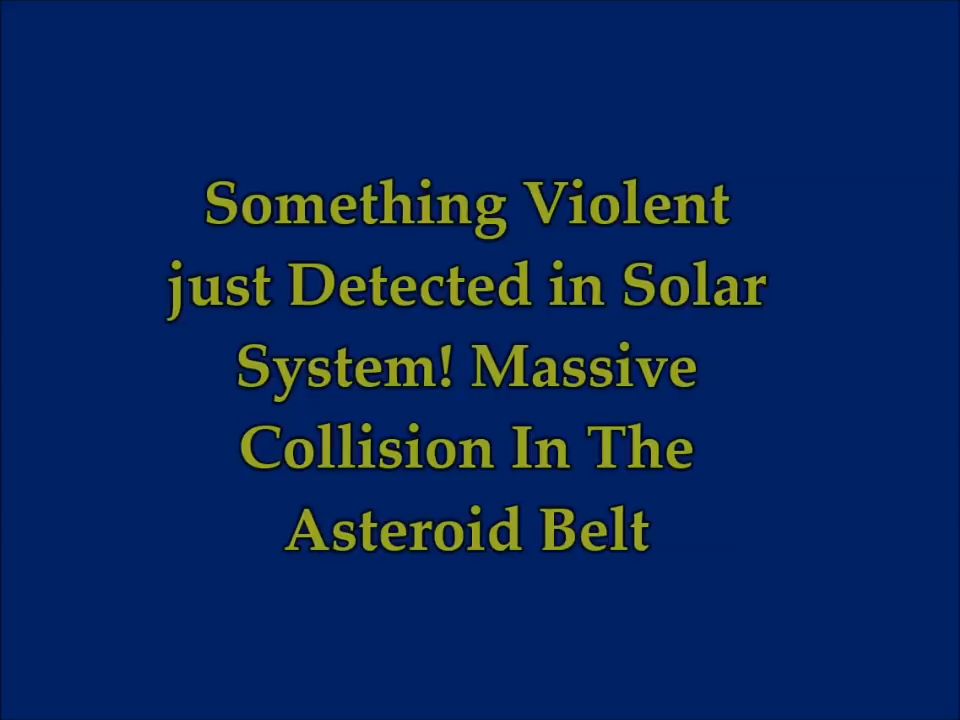 Something Violent
just Detected in Solar
System! Massive
Collision In The
Asteroid Belt